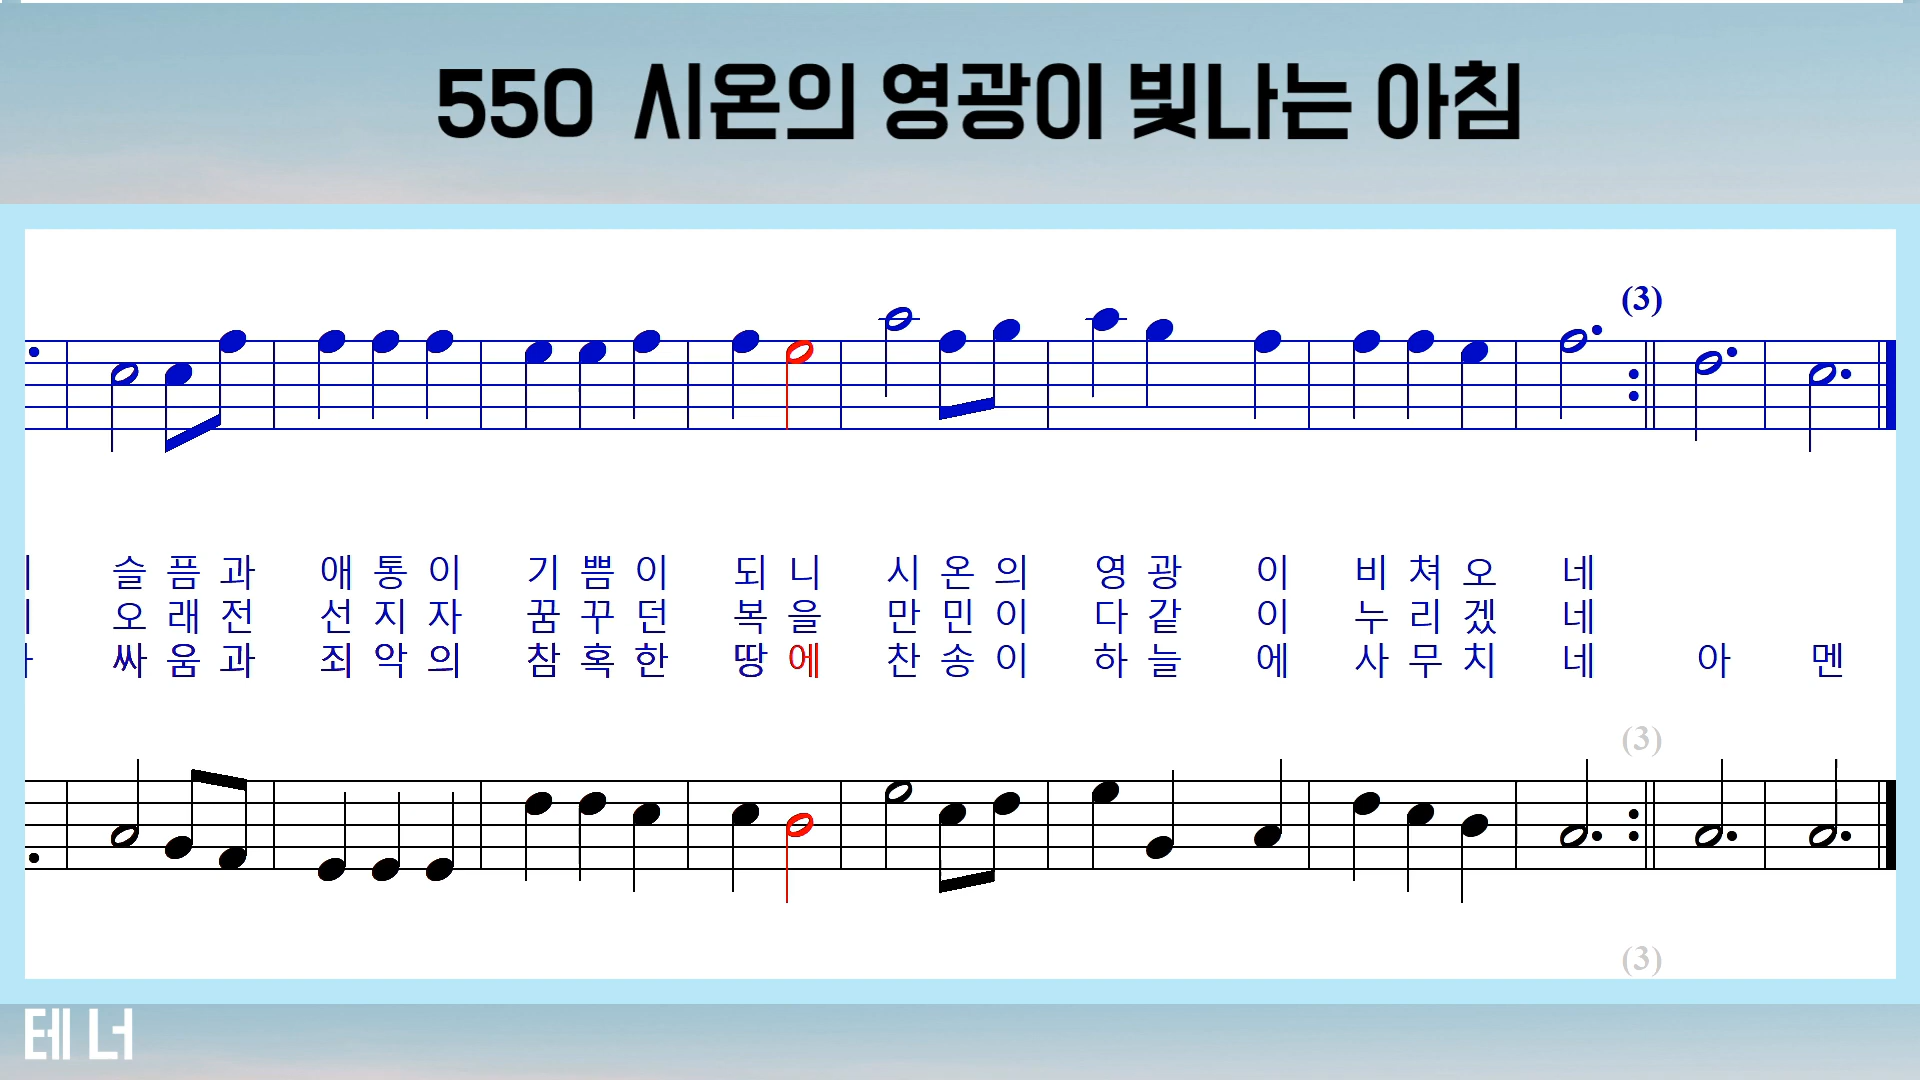 550 시온의 영광이 빛나는 아침
(3)
슬픔과 애통이 기쁨이 되니 시온의 영광이 비쳐오네
오래전 선지자 꿈꾸던 복을 만민이 다같이 누리겠네
싸움과 죄악의 참혹한 땅에 찬송이 하늘에 사무치네 아멘
(3)
(3)
테너